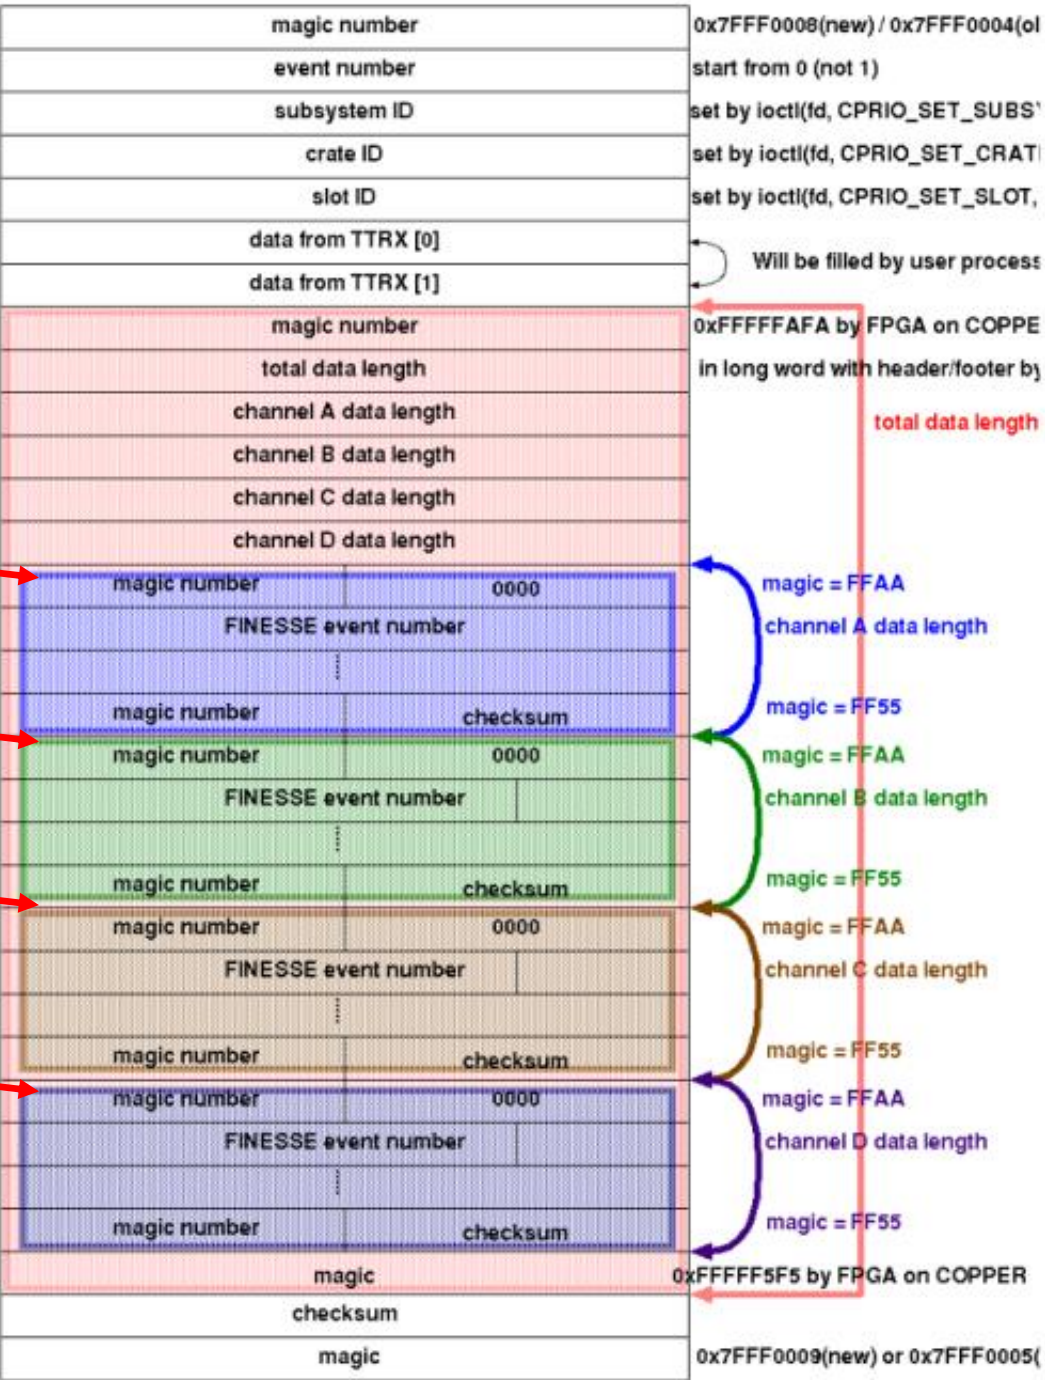 magic number 0x7FFF0008(new) / 0x7FFF0004(ol
event number start from 0 (not 1)
subsystem ID set by ioctl(fd, CPRIO_SET_SUBSY
crate ID set by ioctl(fd, CPRIO_SET_CRAT
slot ID set by ioctl(fd, CPRIO_SET_SLOT,
data from TTRX [0]
Will be filled by user process
data from TTRX [1]
magic number 0xFFFFFAFA by FPGA on COPPE
total data length in long word with header/footer by
channel A data length
total data length
channel B data length
channel C data length
channel D data length
magic number 0000 magic = FFAA
FINESSE event number channel A data length
magic number checksum magic = FF55
magic number 0000 magic = FFAA
FINESSE event number channel B data length
magic number checksum magic = FF55
magic number 0000 magic = FFAA
FINESSE event number channel C data length
magic number checksum magic = FF55
magic number 0000 magic = FFAA
FINESSE event number channel D data length
magic number checksum magic = FF55
magic 0xFFFFF5F5 by FPGA on COPPER
checksum
magic 0x7FFF0009(new) or 0x7FFF0005(